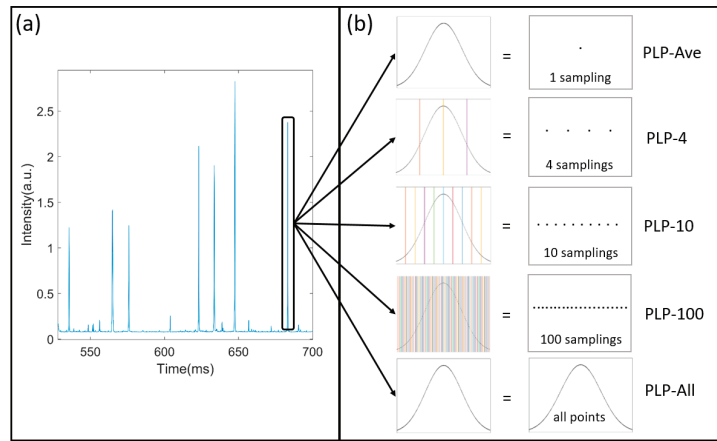 (a)
Intensity(a.u.)
2.5
2
1.5
1
0.5
0
550
600
650
700
Time(ms)
(b)
=
1 sampling
PLP-Ave
=
4 samplings
PLP-4
=
10 samplings
PLP-10
=
100 samplings
PLP-100
=
all points
PLP-All